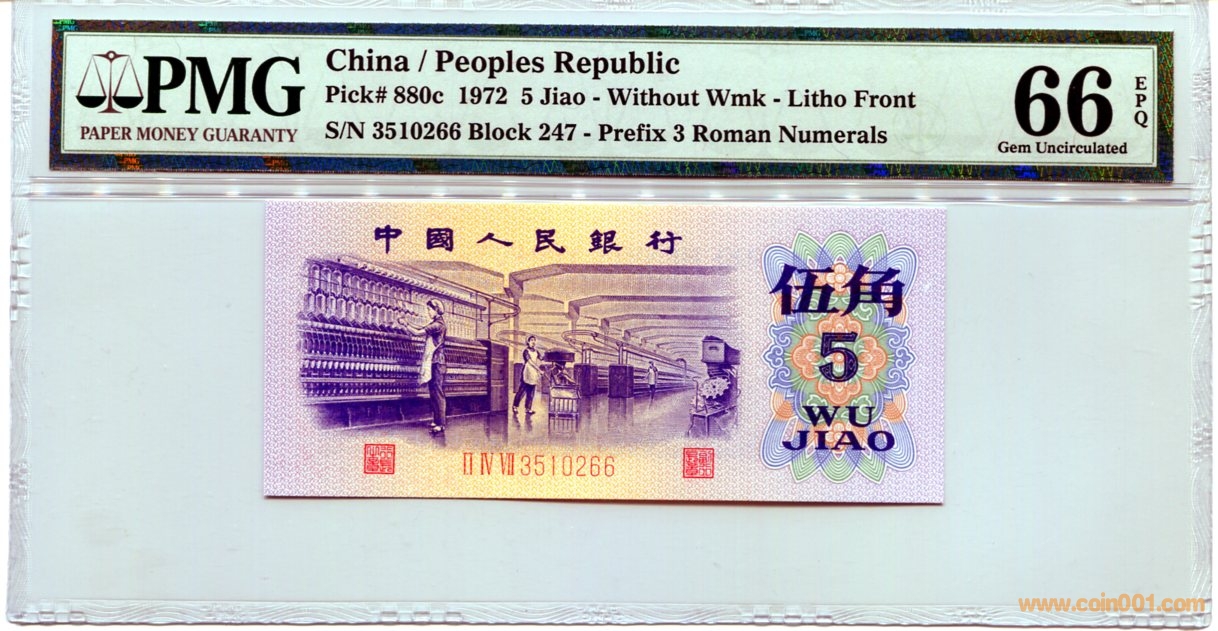 PMG
PAPER MONEY GUARANTY
China / Peoples Republic
Pick# 880c 1972 5 Jiao - Without Wmk - Litho Front
S/N 3510266 Block 247 - Prefix 3 Roman Numerals
66
EPQ
Gem Uncirculated
中國人民銀行
伍角
5
WU
JIAO
II IV VII 3510266
www.coin001.com